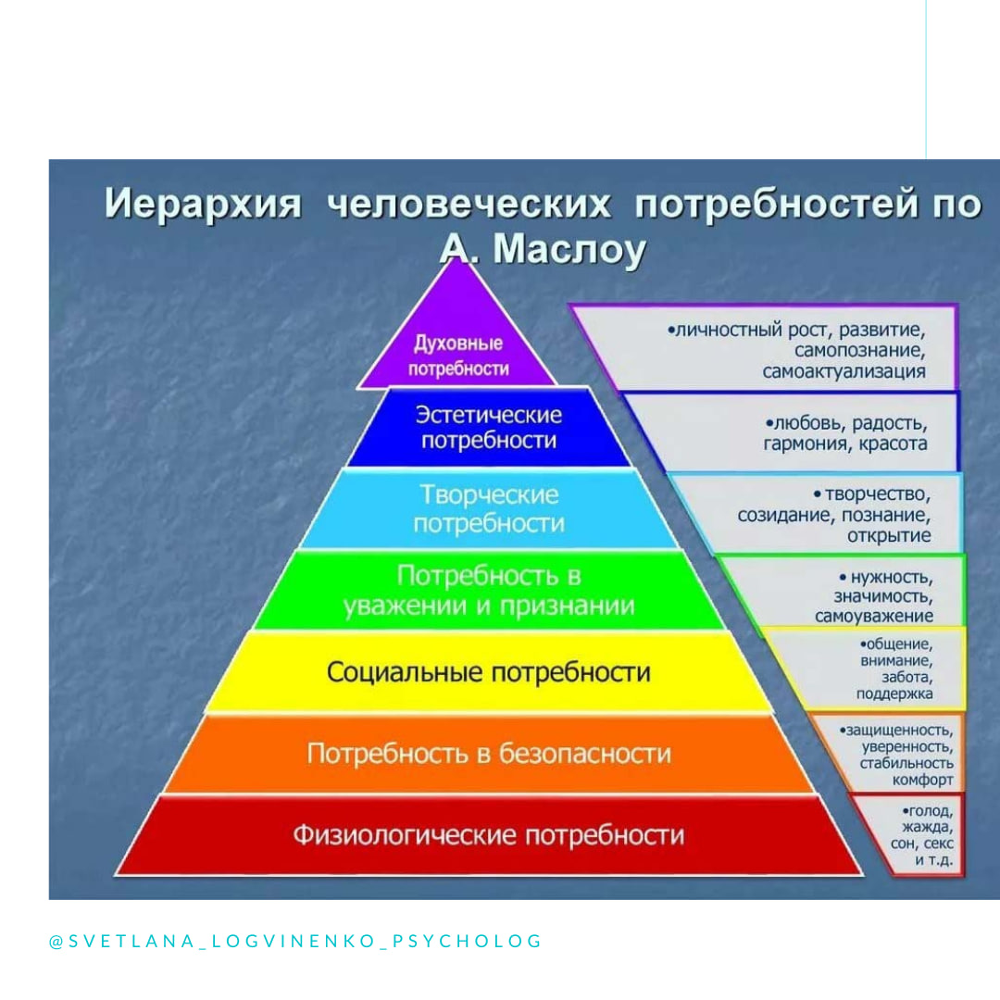 Иерархия человеческих потребностей по
А. Маслоу
Духовные
потребности
•личностный рост, развитие,
самопознание,
самоактуализация
Эстетические
потребности
•любовь, радость,
гармония, красота
Творческие
потребности
• творчество,
созидание, познание,
открытие
Потребность в
уважении и признании
• нужность,
значимость,
самоуважение
Социальные потребности
•общение,
внимание,
забота,
поддержка
Потребность в безопасности
•защищенность,
уверенность,
стабильность
комфорт
Физиологические потребности
•голод,
жажда,
сон, секс
и т.д.
@SVETLANA_LOGVINENKO_PSYCHOLOG